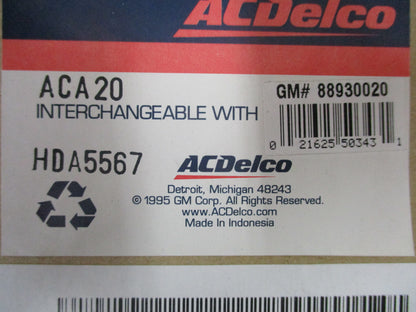 ACDelco
ACA20
GM# 88930020
INTERCHANGEABLE WITH
0 21625 50343 1
HDA5567
ACDelco
Detroit, Michigan 48243
© 1995 GM Corp. All Rights Reserved.
www.ACDelco.com
Made In Indonesia